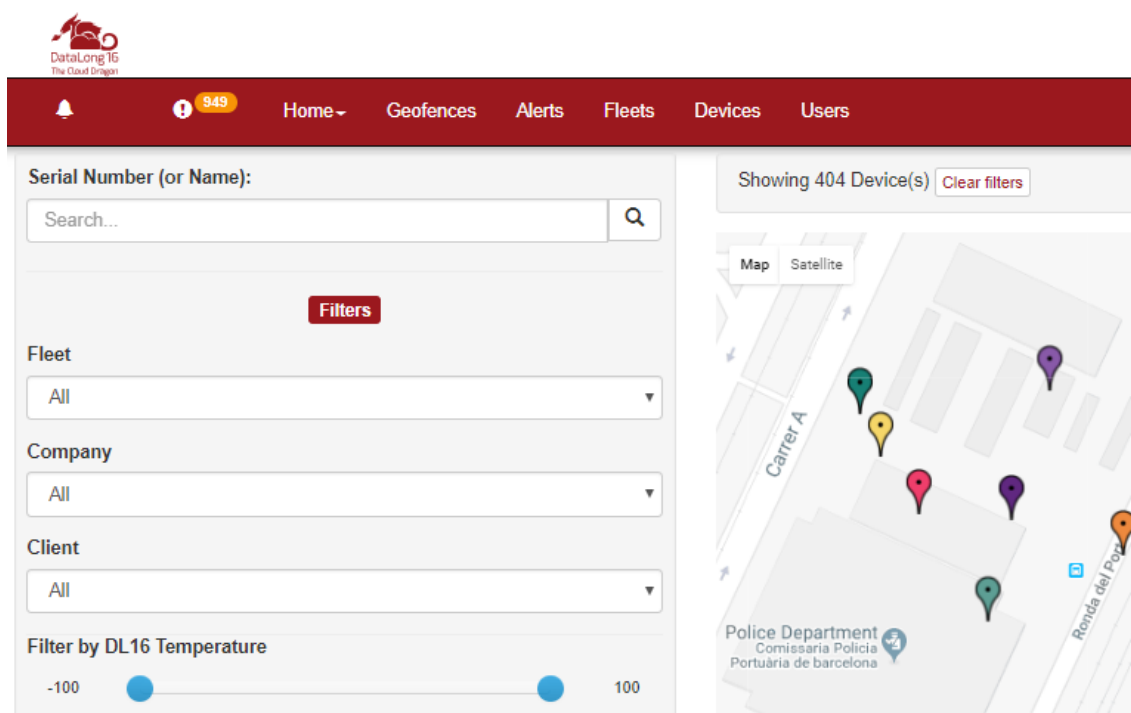 DataLong16
The Cloud Dragon
949
Home
Geofences
Alerts
Fleets
Devices
Users
Serial Number (or Name):
Search...
Filters
Fleet
All
Company
All
Client
All
Filter by DL16 Temperature
-100
100
Showing 404 Device(s)
Clear filters
Map
Satellite
Carrer A
Ronda del Port
Police Department
Comissaria Policia
Portuària de barcelona